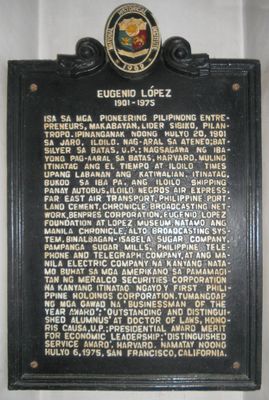 NATIONAL HISTORICAL INSTITUTE
1983
EUGENIO LÓPEZ
1901-1975
ISA SA MGA PIONEERING PILIPINONG ENTRE-
PRENEURS, MAKABAYAN, LIDER SIBIKO, PILAN-
TROPO. IPINANGANAK NOONG HULYO 20, 1901
SA JARO, ILOILO. NAG-ARAL SA ATENEO; BAT-
SILYER SA BATAS, U.P.; NAGSAGAWA NG IBA-
YONG PAG-AARAL SA BATAS, HARVARD. MULING
ITINATAG ANG EL TIEMPO AT ILOILO TIMES
UPANG LABANAN ANG KATIWALIAN. ITINATAG,
BUKOD SA IBA PA, ANG ILOILO SHIPPING
PANAY AUTOBUS, ILOILO NEGROS AIR EXPRESS,
FAR EAST AIR TRANSPORT, PHILIPPINE PORT-
LAND CEMENT, CHRONICLE BROADCASTING NET-
WORK, BENPRES CORPORATION, EUGENIO LOPEZ
FOUNDATION AT LOPEZ MUSEUM. NATAMO ANG
MANILA CHRONICLE, ALTO BROADCASTING SYS-
TEM, BINALBAGAN-ISABELA SUGAR COMPANY,
PAMPANGA SUGAR MILLS, PHILIPPINE TELE-
PHONE AND TELEGRAPH COMPANY, AT ANG MA-
NILA ELECTRIC COMPANY NA KANYANG NATA-
MO BUHAT SA MGA AMERIKANO SA PAMAMAGI-
TAN NG MERALCO SECURITIES CORPORATION
NA KANYANG ITINATAG NGAYO'Y FIRST PHIL-
IPPINE HOLDINGS CORPORATION. TUMANGGAP
NG MGA GAWAD NA "BUSINESSMAN OF THE
YEAR AWARD"; "OUTSTANDING AND DISTINGUI-
SHED ALUMNUS" AT DOCTOR OF LAWS, HONO-
RIS CAUSA, U.P.; PRESIDENTIAL AWARD MERIT
FOR ECONOMIC LEADERSHIP; "DISTINGUISHED
SERVICE AWARD", HARVARD. NAMATAY NOONG
HULYO 6, 1975, SAN FRANCISCO, CALIFORNIA.